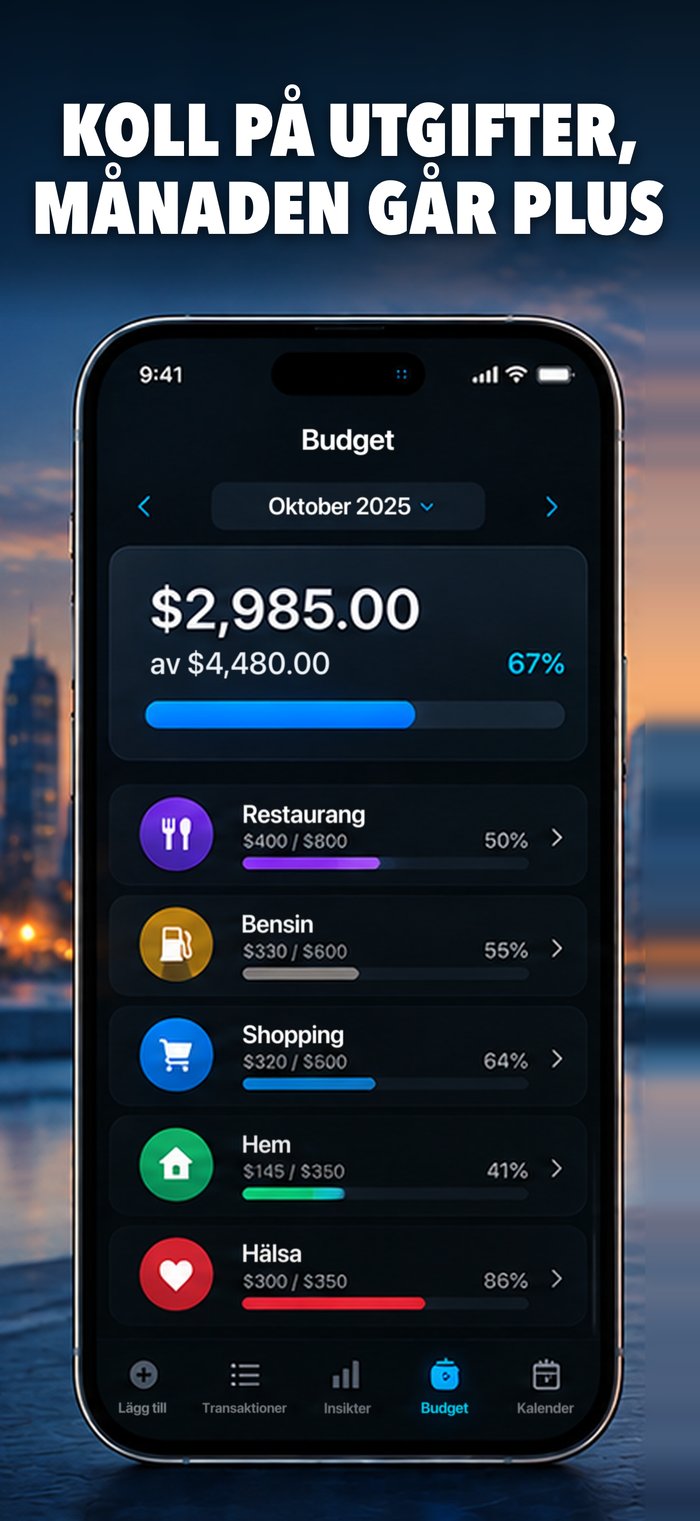 KOLL PÅ UTGIFTER,
MÅNADEN GÅR PLUS
9:41
Budget
Oktober 2025
$2,985.00
av $4,480.00
67%
Restaurang
$400 / $800
50%
Bensin
$330 / $600
55%
Shopping
$320 / $600
64%
Hem
$145 / $350
41%
Hälsa
$300 / $350
86%
Lägg till
Transaktioner
Insikter
Budget
Kalender